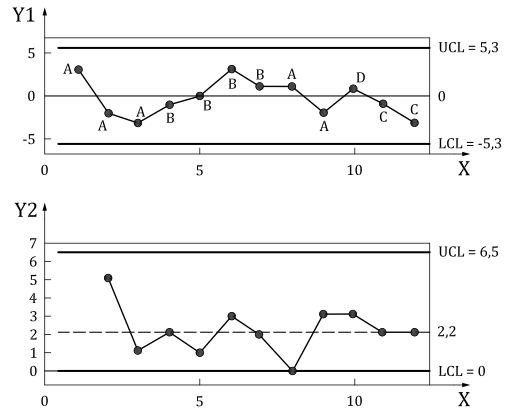 Y1
UCL = 5,3
5
A
B
B
A
D
0
0
A
A
B
B
A
C
C
-5
LCL = -5,3
0
5
10
X
Y2
7
UCL = 6,5
6
5
4
3
2
2,2
1
0
LCL = 0
0
5
10
X